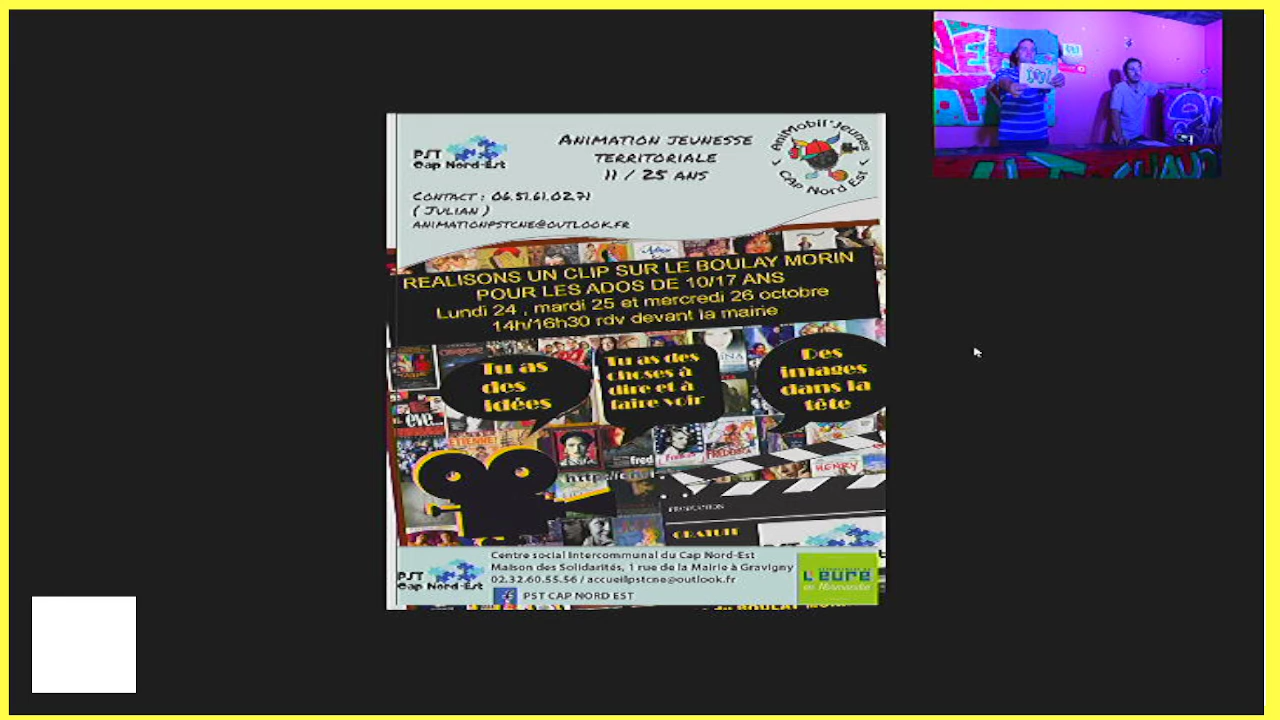 PST
Cap Nord-Est
Animation jeunesse
territoriale
11 / 25 ans
AniMobil'Jeunes
CAP Nord Est
Contact : 06.51.61.02.71
( Julian )
animationpstcne@outlook.fr
REALISONS UN CLIP SUR LE BOULAY MORIN
POUR LES ADOS DE 10/17 ANS
Lundi 24 , mardi 25 et mercredi 26 octobre
14h/16h30 rdv devant la mairie
Tu as
des
idées
Tu as des
choses à
dire et à
faire voir
Des
images
dans la
tête
ETIENNE!
Fred
FREDERICA
HENRY
PRODUCTION
GRATUIT
PST
Cap Nord-Est
Centre social Intercommunal du Cap Nord-Est
Maison des Solidarités, 1 rue de la Mairie à Gravigny
02.32.60.55.56 / accueilpstcne@outlook.fr
PST CAP NORD EST
L'EURE
en Normandie